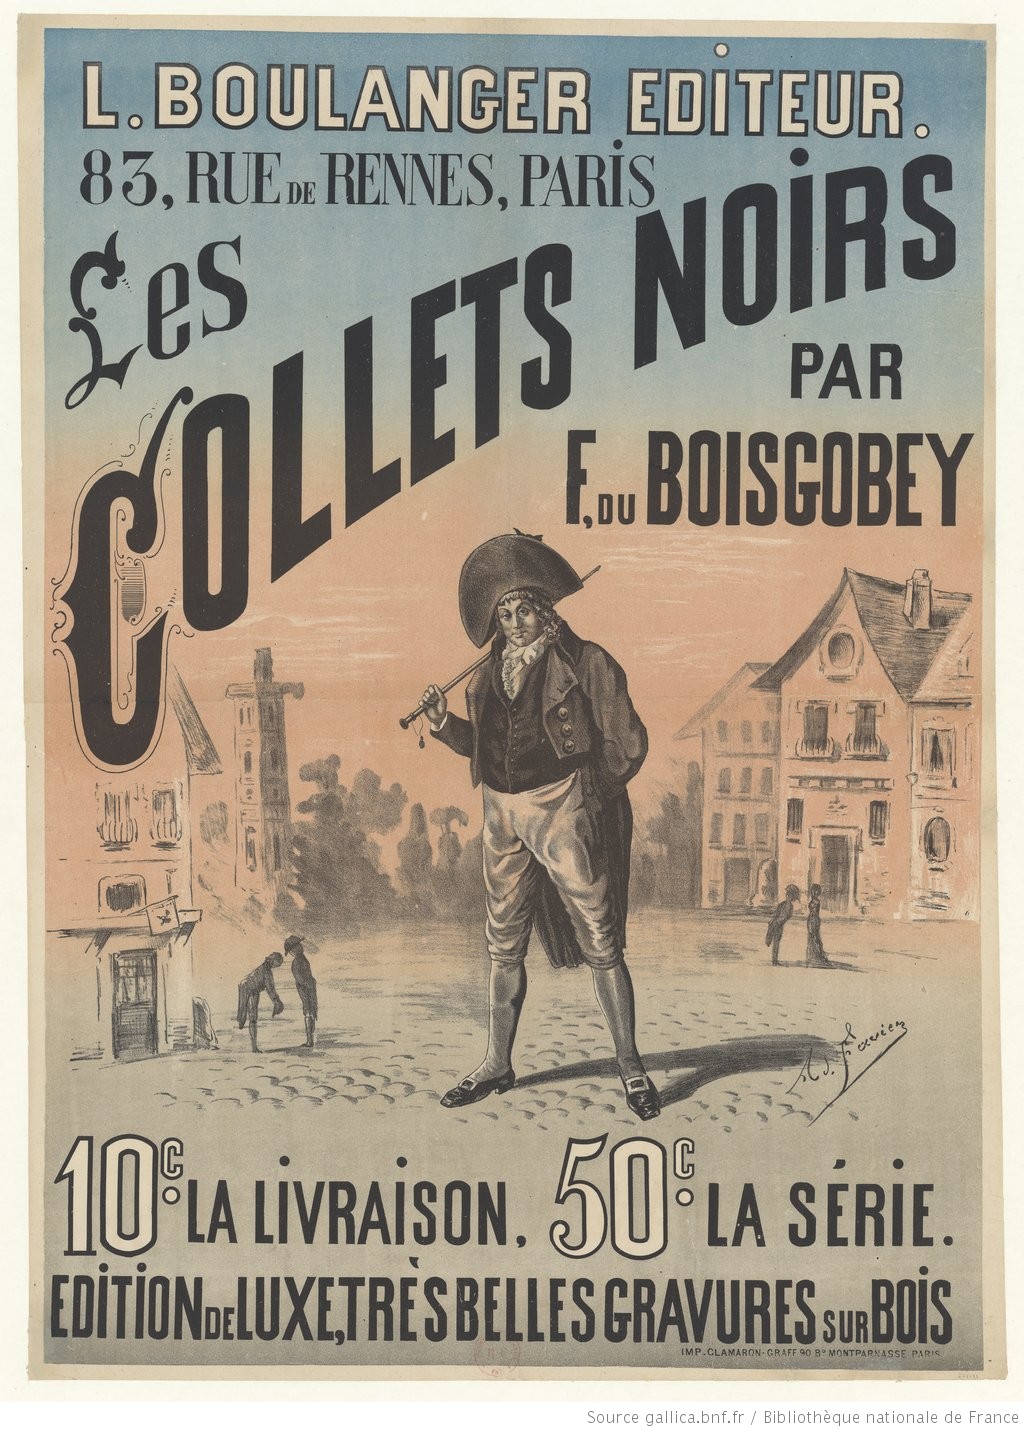 L. BOULANGER EDITEUR.
83, RUE DE RENNES, PARIS
Les
COLLETS NOIRS
PAR
F. DU BOISGOBEY
Ad. Favier
10c. LA LIVRAISON, 50c. LA SÉRIE.
EDITION DE LUXE, TRÈS BELLES GRAVURES SUR BOIS
IMP. CLAMARON-GRAFF 90 Bd MONTPARNASSE PARIS
Source gallica.bnf.fr / Bibliothèque nationale de France